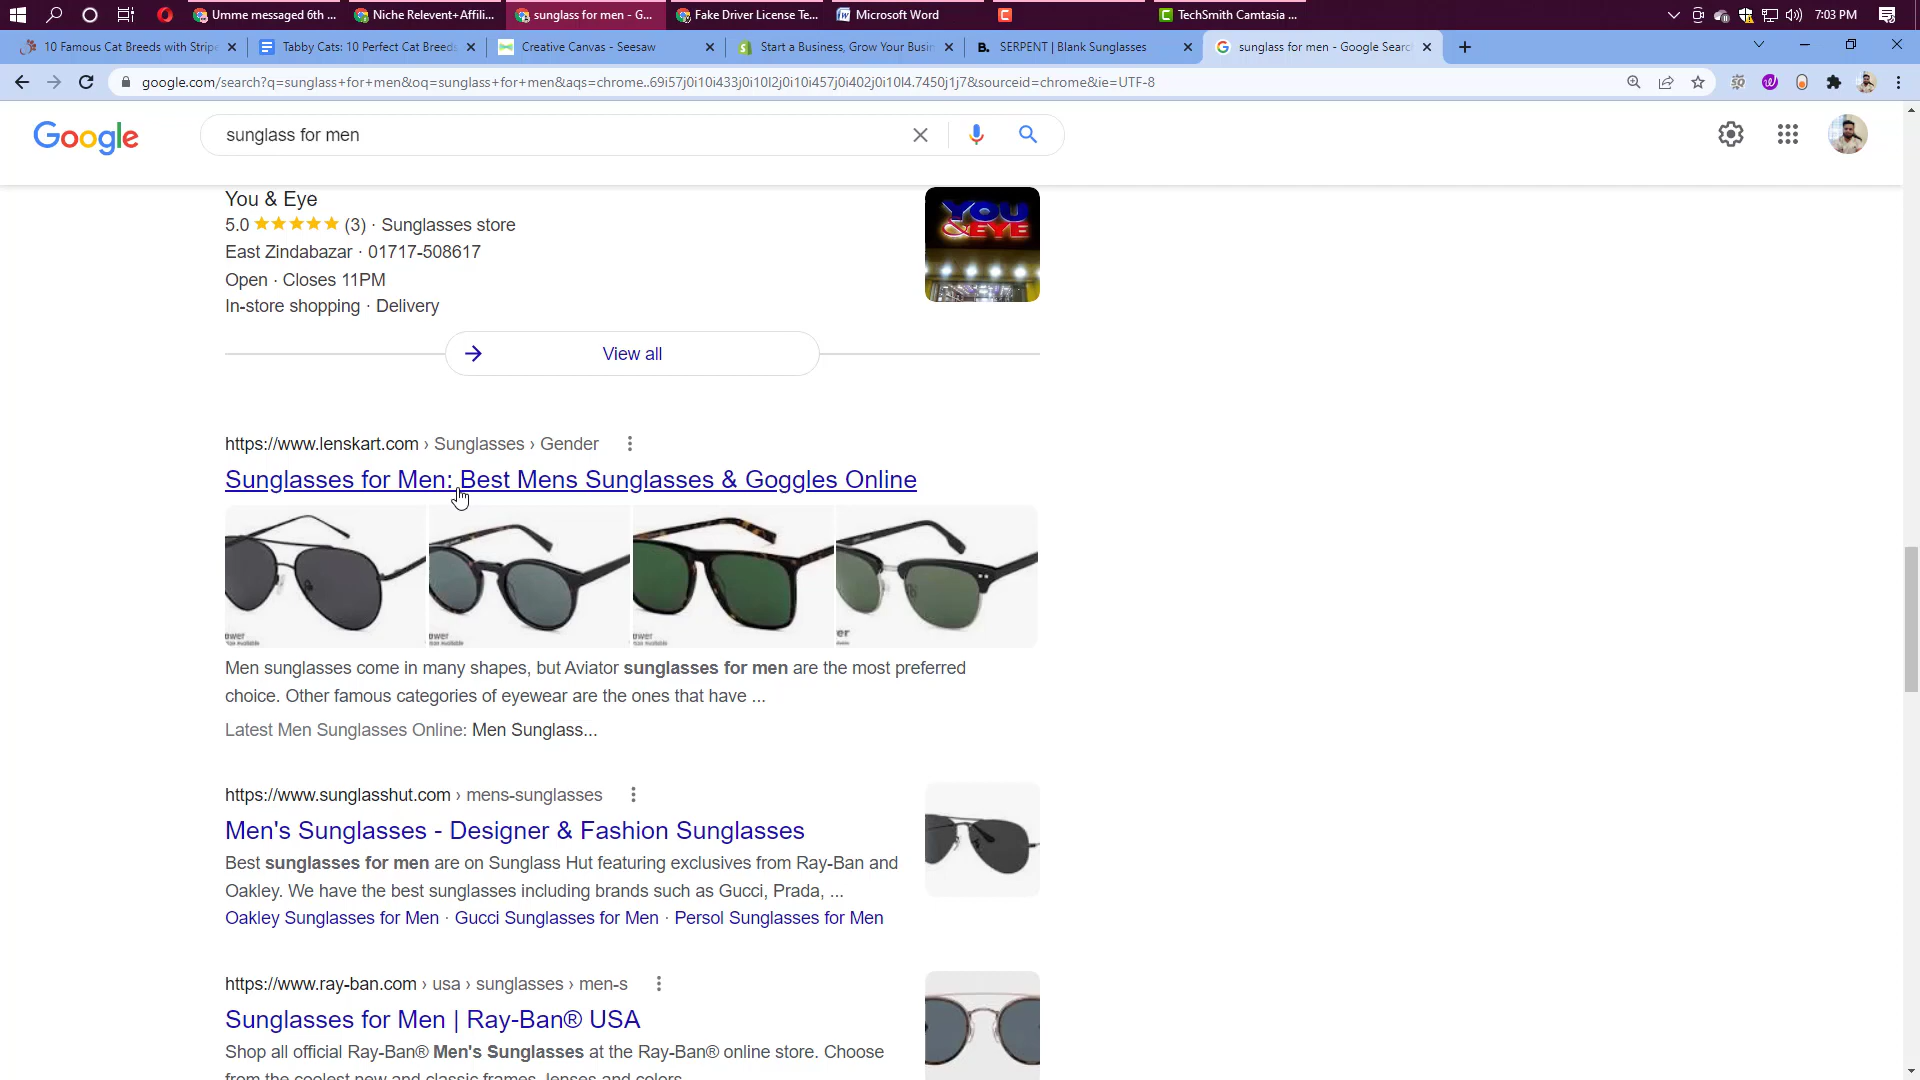 Umme messaged 6th ...
Niche Relevent+Affili...
sunglass for men - G...
Fake Driver License Te...
Microsoft Word
TechSmith Camtasia ...
7:03 PM
10 Famous Cat Breeds with Stripe
Tabby Cats: 10 Perfect Cat Breeds
Creative Canvas - Seesaw
Start a Business, Grow Your Busin
SERPENT | Blank Sunglasses
sunglass for men - Google Searc
google.com/search?q=sunglass+for+men&oq=sunglass+for+men&aqs=chrome..69i57j0i10i433j0i10l2j0i10i457j0i402j0i10l4.7450j1j7&sourceid=chrome&ie=UTF-8
Google
sunglass for men
You & Eye
5.0 ★★★★★ (3) · Sunglasses store
East Zindabazar · 01717-508617
Open · Closes 11PM
In-store shopping · Delivery
YOU
&EYE
View all
https://www.lenskart.com › Sunglasses › Gender
Sunglasses for Men: Best Mens Sunglasses & Goggles Online
Men sunglasses come in many shapes, but Aviator sunglasses for men are the most preferred
choice. Other famous categories of eyewear are the ones that have ...
Latest Men Sunglasses Online: Men Sunglass...
https://www.sunglasshut.com › mens-sunglasses
Men's Sunglasses - Designer & Fashion Sunglasses
Best sunglasses for men are on Sunglass Hut featuring exclusives from Ray-Ban and
Oakley. We have the best sunglasses including brands such as Gucci, Prada, ...
Oakley Sunglasses for Men · Gucci Sunglasses for Men · Persol Sunglasses for Men
https://www.ray-ban.com › usa › sunglasses › men-s
Sunglasses for Men | Ray-Ban® USA
Shop all official Ray-Ban® Men's Sunglasses at the Ray-Ban® online store. Choose
from the coolest new and classic frames, lenses and colors